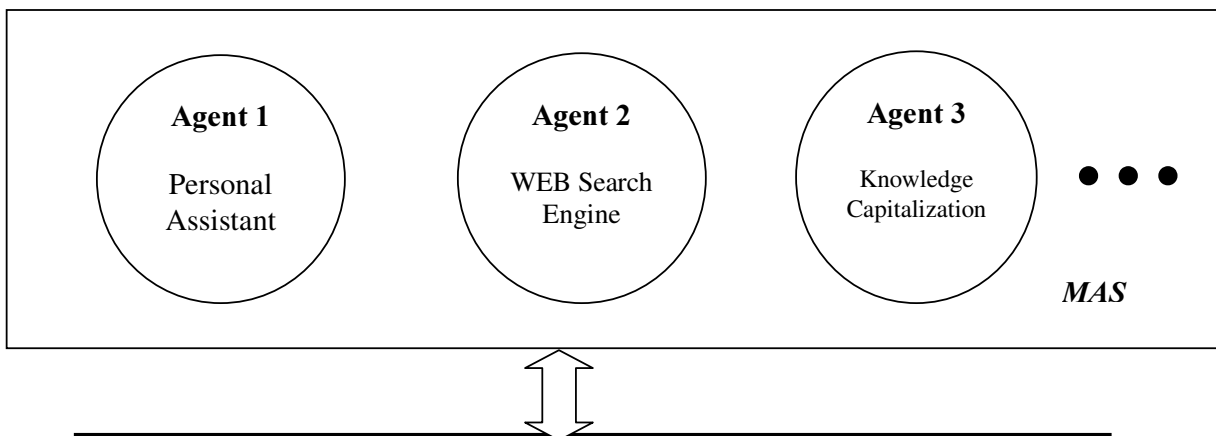 Agent 1
Personal
Assistant
Agent 2
WEB Search
Engine
Agent 3
Knowledge
Capitalization
MAS